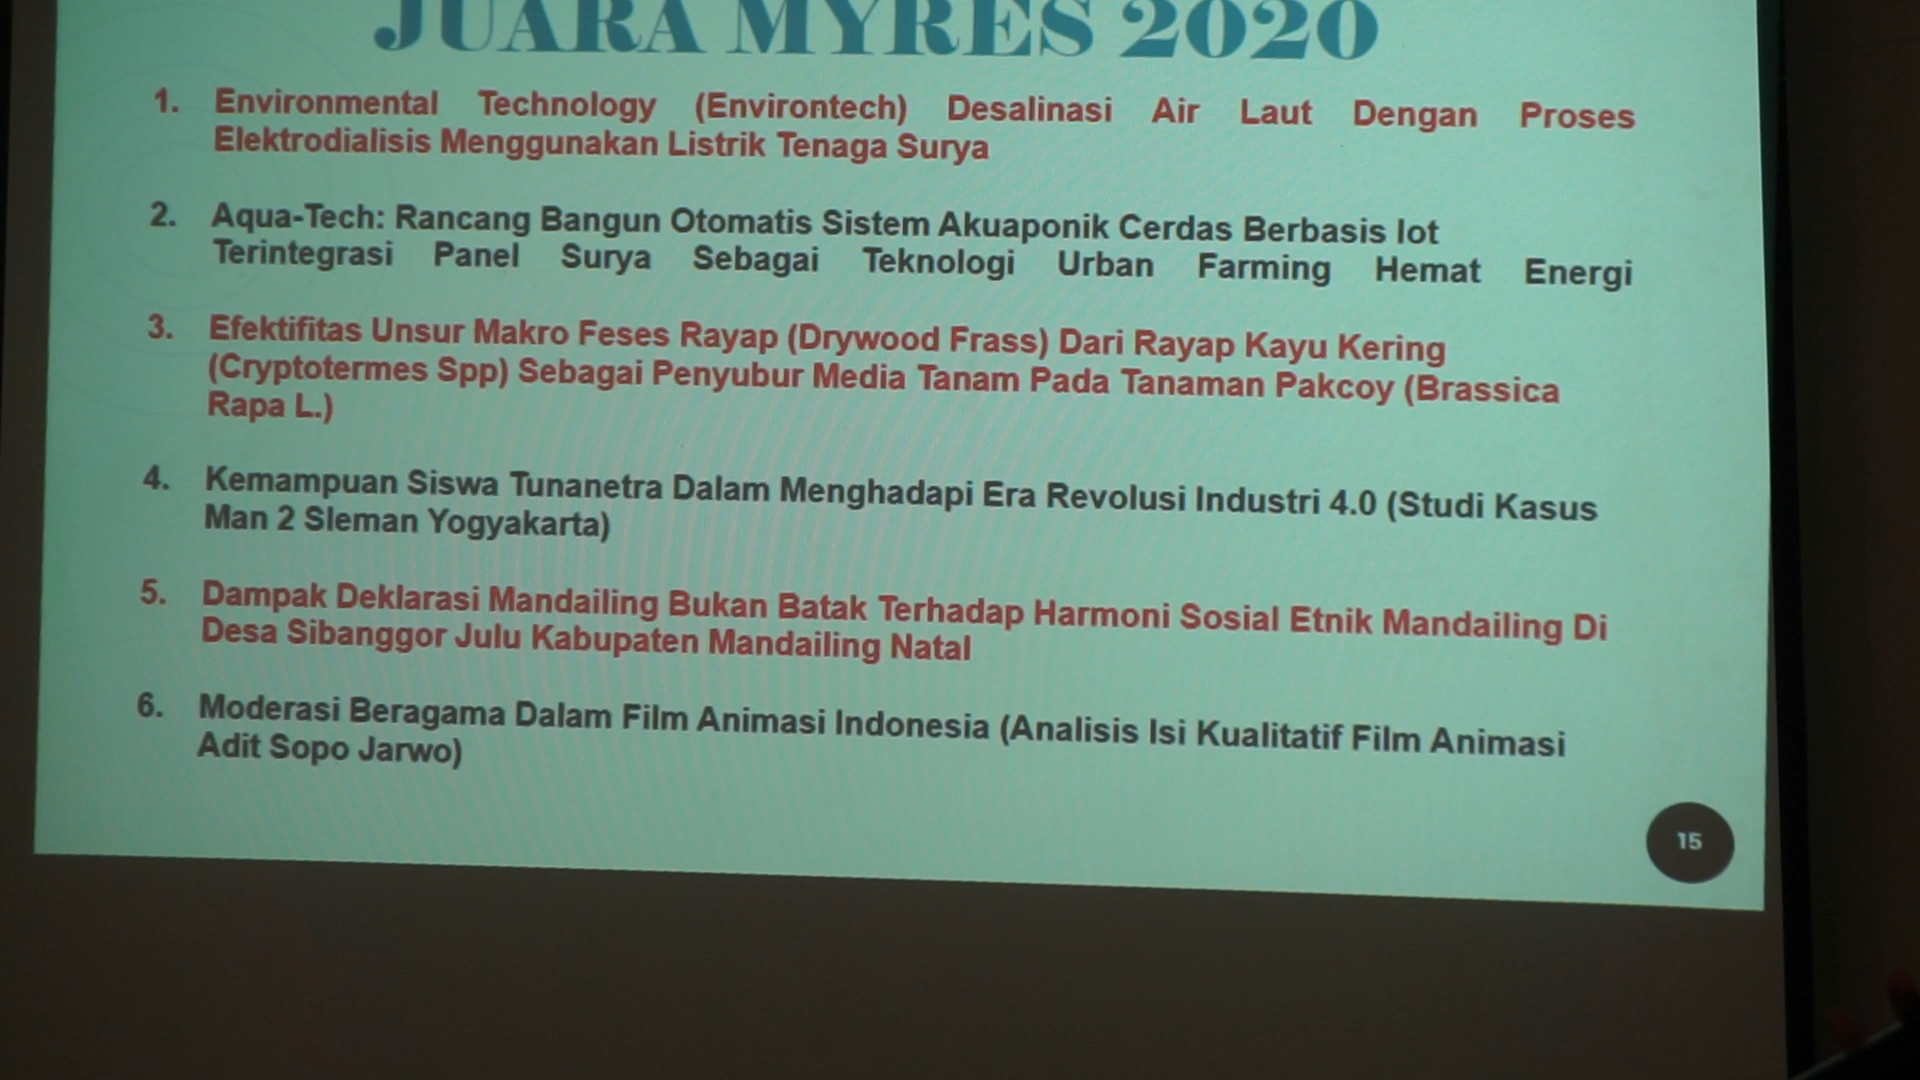 JUARA MYRES 2020
1. Environmental Technology (Environtech) Desalinasi Air Laut Dengan Proses
Elektrodialisis Menggunakan Listrik Tenaga Surya
2. Aqua-Tech: Rancang Bangun Otomatis Sistem Akuaponik Cerdas Berbasis Iot
Terintegrasi Panel Surya Sebagai Teknologi Urban Farming Hemat Energi
3. Efektifitas Unsur Makro Feses Rayap (Drywood Frass) Dari Rayap Kayu Kering
(Cryptotermes Spp) Sebagai Penyubur Media Tanam Pada Tanaman Pakcoy (Brassica
Rapa L.)
4. Kemampuan Siswa Tunanetra Dalam Menghadapi Era Revolusi Industri 4.0 (Studi Kasus
Man 2 Sleman Yogyakarta)
5. Dampak Deklarasi Mandailing Bukan Batak Terhadap Harmoni Sosial Etnik Mandailing Di
Desa Sibanggor Julu Kabupaten Mandailing Natal
6. Moderasi Beragama Dalam Film Animasi Indonesia (Analisis Isi Kualitatif Film Animasi
Adit Sopo Jarwo)
15